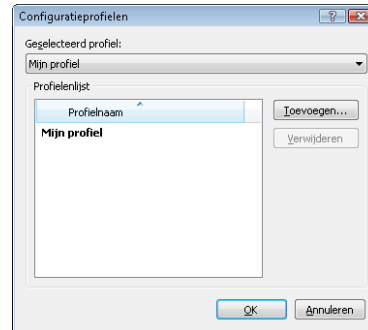 Configuratieprofielen
Geselecteerd profiel:
Mijn profiel
Profielenlijst
Profielnaam
Toevoegen...
Mijn profiel
Verwijderen
OK
Annuleren